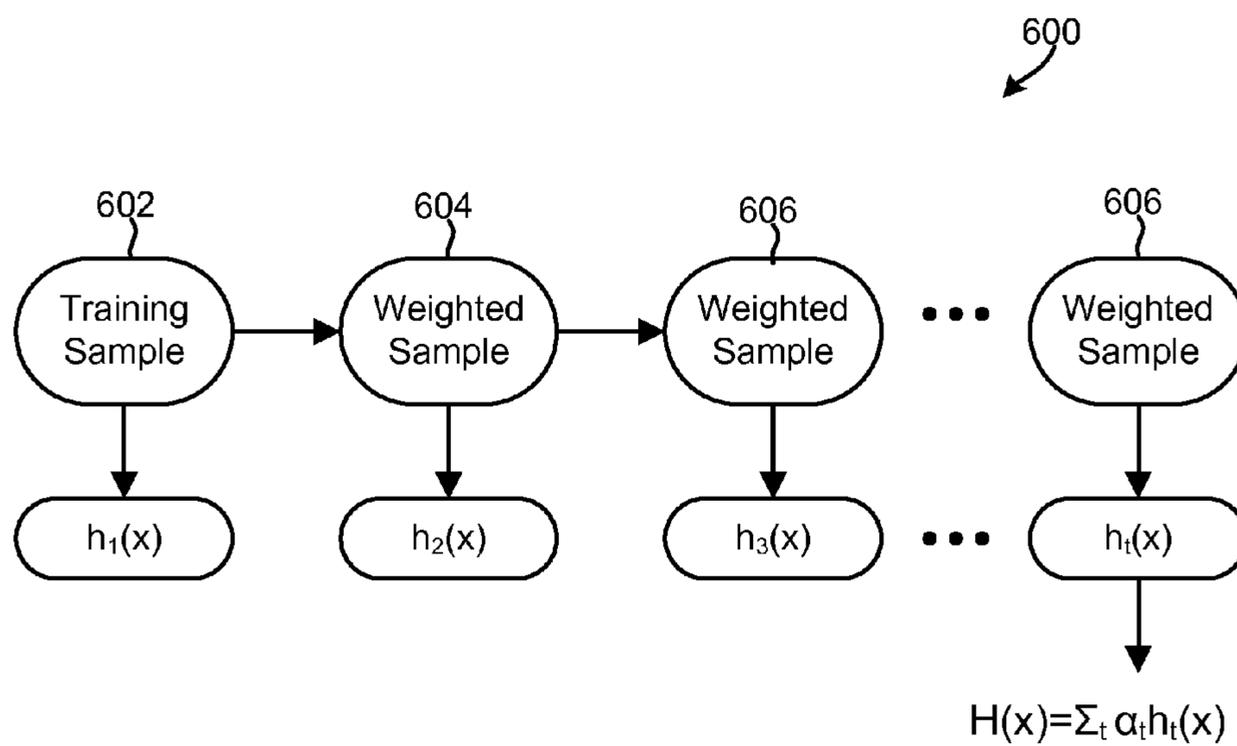 600
602
604
606
606
Training
Sample
Weighted
Sample
Weighted
Sample
•••
Weighted
Sample
h₁(x)
h₂(x)
h₃(x)
•••
hₜ(x)
H(x)=Σₜ αₜhₜ(x)